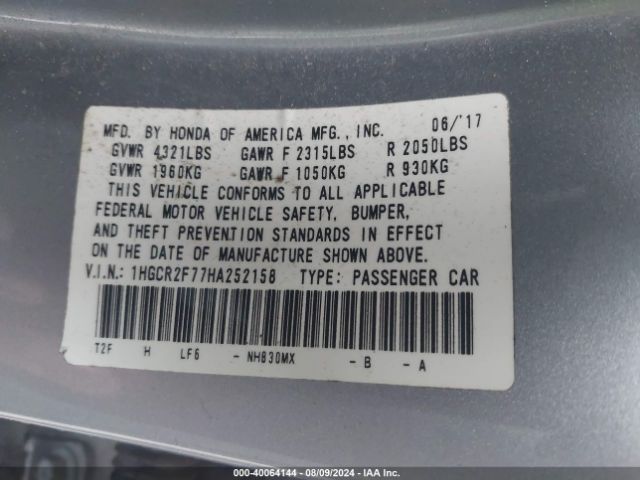 MFD. BY HONDA OF AMERICA MFG., INC. 06/'17
GVWR 4321LBS GAWR F 2315LBS R 2050LBS
GVWR 1960KG GAWR F 1050KG R 930KG
THIS VEHICLE CONFORMS TO ALL APPLICABLE
FEDERAL MOTOR VEHICLE SAFETY, BUMPER,
AND THEFT PREVENTION STANDARDS IN EFFECT
ON THE DATE OF MANUFACTURE SHOWN ABOVE.
V.I.N.: 1HGCR2F77HA252158 TYPE: PASSENGER CAR
T2F H LF6 - NH830MX - B - A
000-40064144 - 08/09/2024 - IAAI.COM